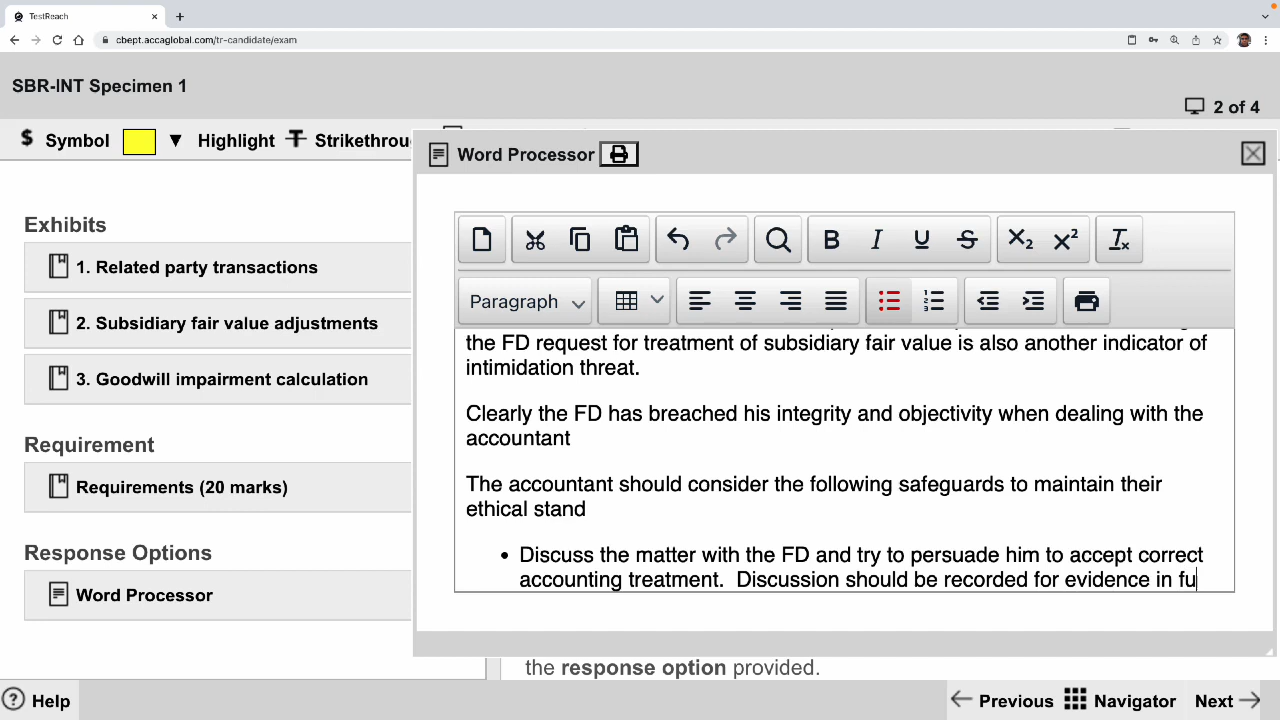 TestReach
cbept.accaglobal.com/tr-candidate/exam
SBR-INT Specimen 1
2 of 4
$ Symbol ▼ Highlight Strikethrou
Word Processor
Exhibits
1. Related party transactions
2. Subsidiary fair value adjustments
3. Goodwill impairment calculation
Requirement
Requirements (20 marks)
Response Options
Word Processor
B I U S X₂ X² Tx
Paragraph
the FD request for treatment of subsidiary fair value is also another indicator of
intimidation threat.
Clearly the FD has breached his integrity and objectivity when dealing with the
accountant
The accountant should consider the following safeguards to maintain their
ethical stand
• Discuss the matter with the FD and try to persuade him to accept correct
accounting treatment.  Discussion should be recorded for evidence in fu
the response option provided.
Help
Previous
Navigator
Next